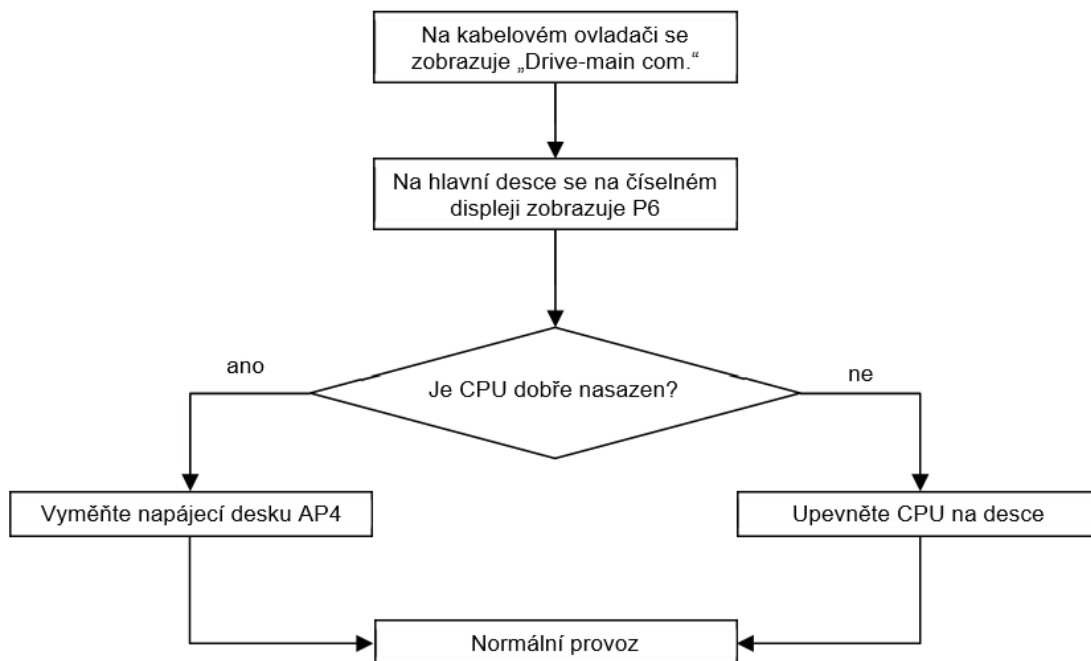 Na kabelovém ovladači se
zobrazuje „Drive-main com.“
Na hlavní desce se na číselném
displeji zobrazuje P6
ano
Je CPU dobře nasazen?
ne
Vyměňte napájecí desku AP4
Upevněte CPU na desce
Normální provoz